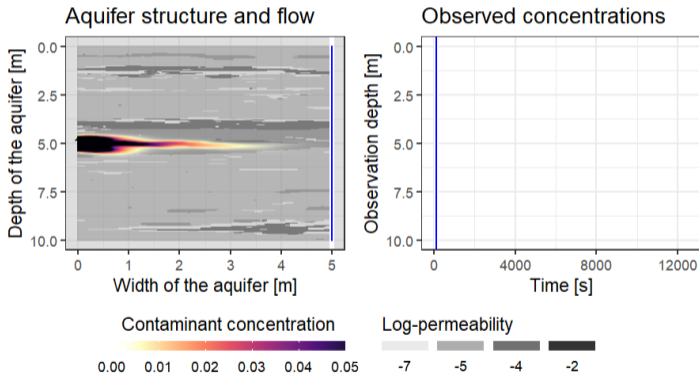 Aquifer structure and flow
Observed concentrations
Depth of the aquifer [m]
0.0
2.5
5.0
7.5
10.0
0 1 2 3 4 5
Width of the aquifer [m]
Observation depth [m]
0.0
2.5
5.0
7.5
10.0
0 4000 8000 12000
Time [s]
Contaminant concentration
0.00 0.01 0.02 0.03 0.04 0.05
Log-permeability
-7 -5 -4 -2